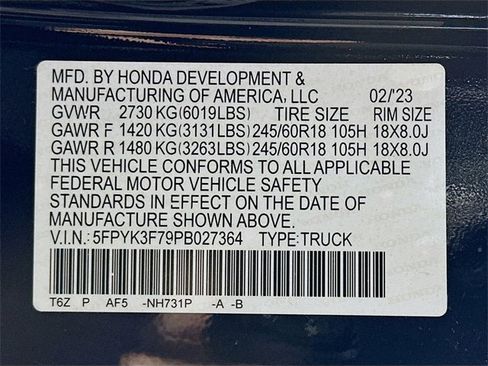 MFD. BY HONDA DEVELOPMENT &
MANUFACTURING OF AMERICA, LLC 02/'23
GVWR 2730 KG(6019LBS) TIRE SIZE RIM SIZE
GAWR F 1420 KG(3131LBS) 245/60R18 105H 18X8.0J
GAWR R 1480 KG(3263LBS) 245/60R18 105H 18X8.0J
THIS VEHICLE CONFORMS TO ALL APPLICABLE
FEDERAL MOTOR VEHICLE SAFETY
STANDARDS IN EFFECT ON THE DATE OF
MANUFACTURE SHOWN ABOVE.
V.I.N.: 5FPYK3F79PB027364 TYPE:TRUCK
T6Z P AF5 -NH731P -A -B